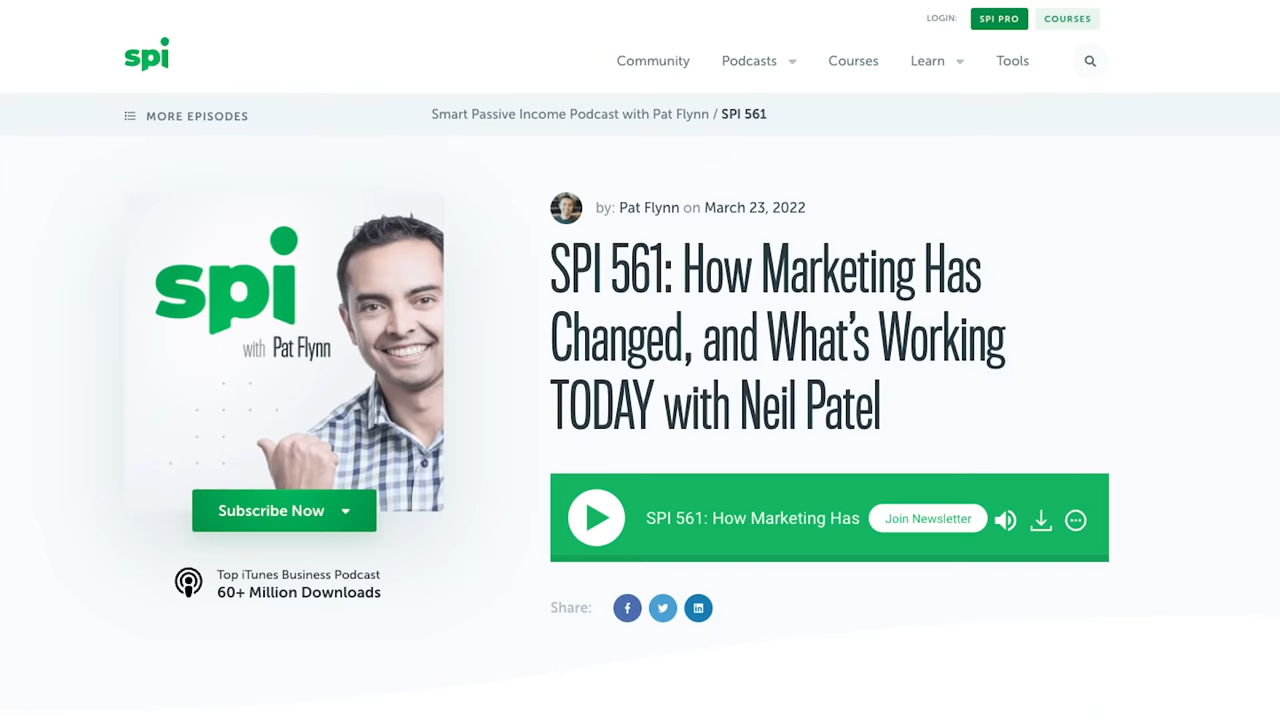 LOGIN:
SPI PRO
COURSES
spi
Community
Podcasts
Courses
Learn
Tools
MORE EPISODES
Smart Passive Income Podcast with Pat Flynn / SPI 561
spi
with Pat Flynn
Subscribe Now
Top iTunes Business Podcast
60+ Million Downloads
by: Pat Flynn on March 23, 2022
SPI 561: How Marketing Has
Changed, and What's Working
TODAY with Neil Patel
SPI 561: How Marketing Has
Join Newsletter
Share: